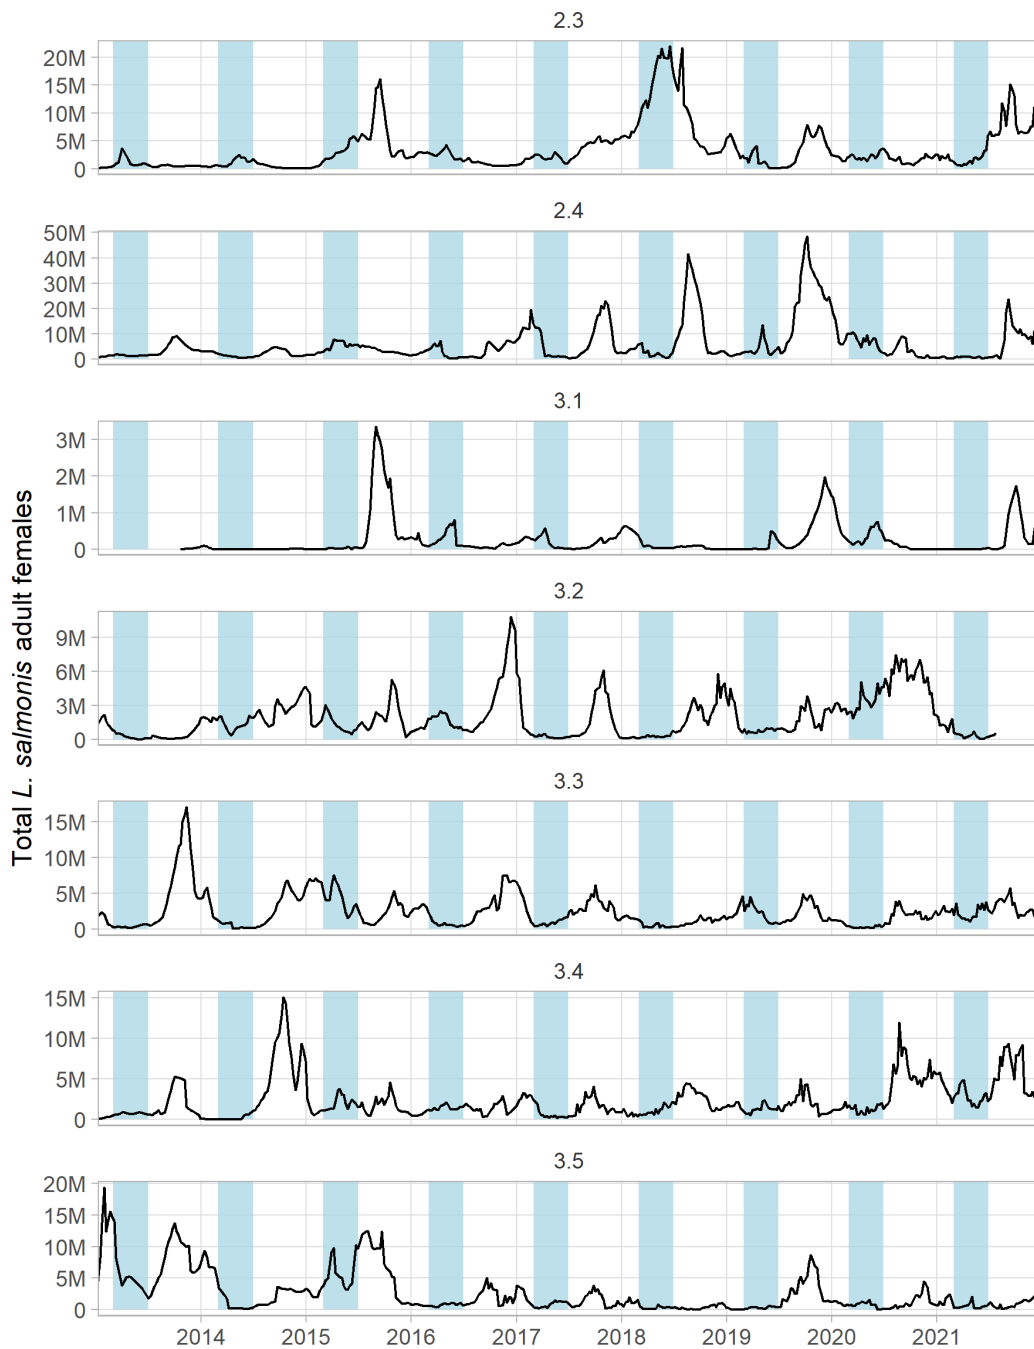 2.3
20M
15M
10M
5M
0
2.4
50M
40M
30M
20M
10M
0
3.1
3M
2M
1M
0
3.2
9M
6M
3M
0
3.3
15M
10M
5M
0
3.4
15M
10M
5M
0
3.5
20M
15M
10M
5M
0
2014 2015 2016 2017 2018 2019 2020 2021
Total L. salmonis adult females